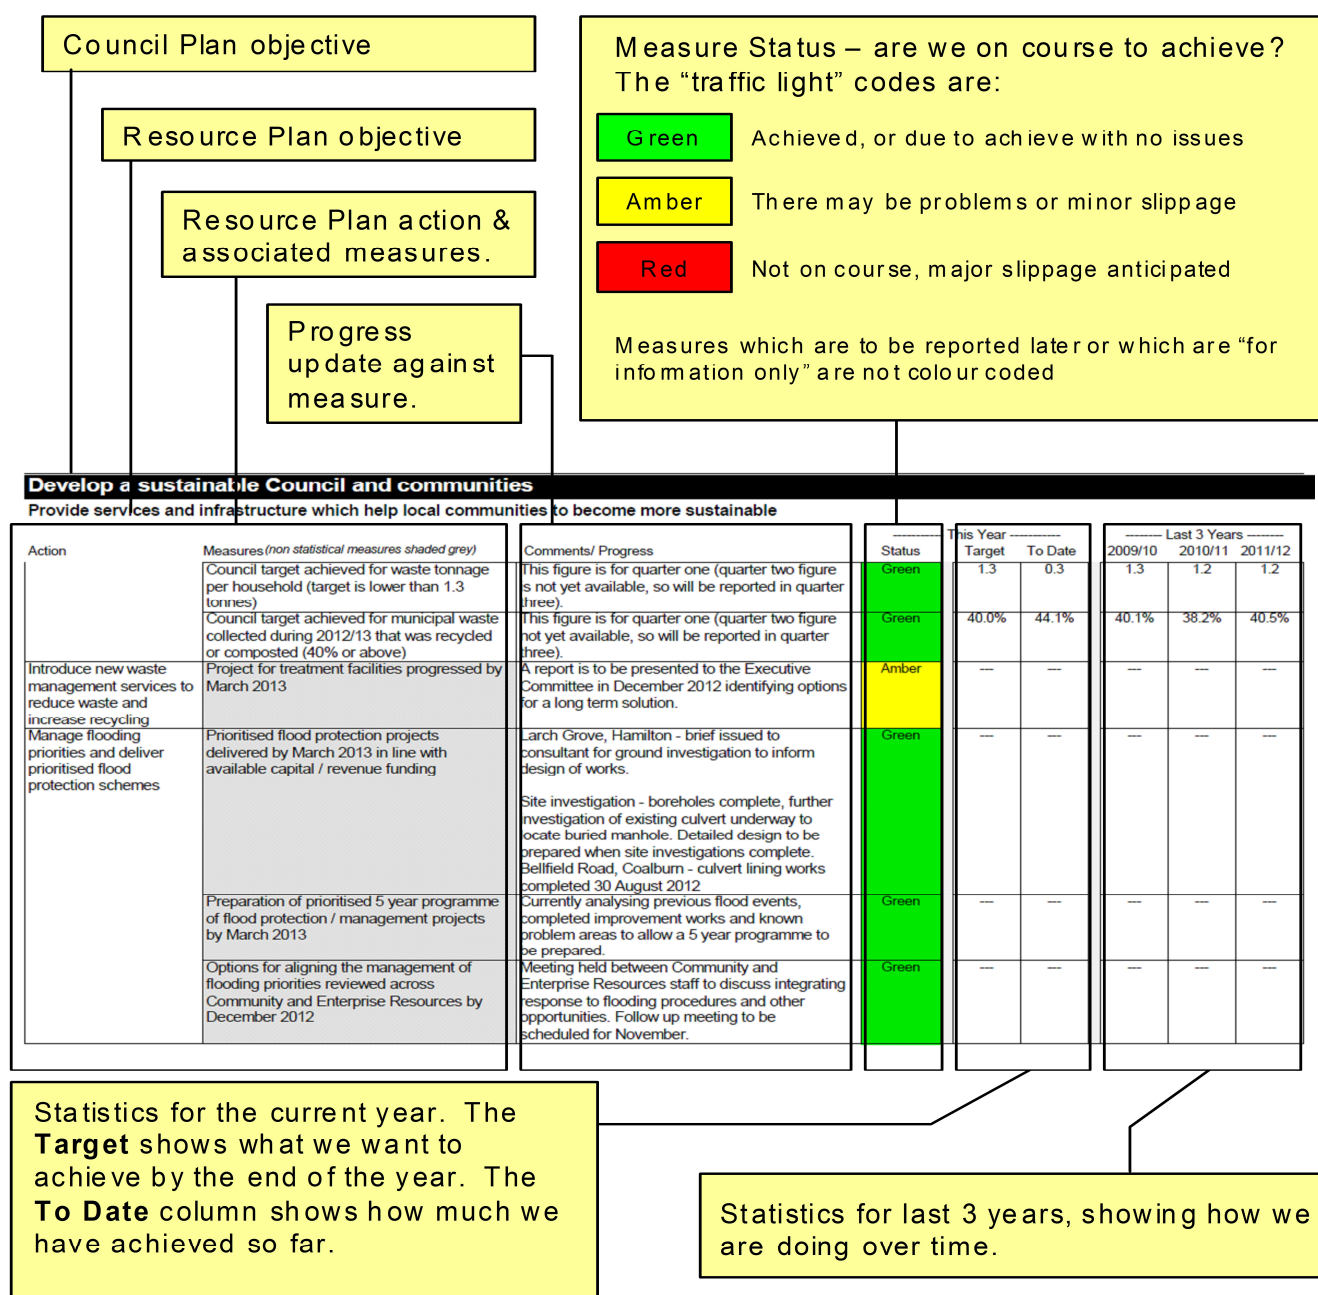 Council Plan objective
Resource Plan objective
Resource Plan action &
associated measures.
Progress
update against
measure.
Measure Status – are we on course to achieve?
The “traffic light” codes are:
Green Achieved, or due to achieve with no issues
Amber There may be problems or minor slippage
Red Not on course, major slippage anticipated
Measures which are to be reported later or which are “for
information only” are not colour coded
Develop a sustainable Council and communities
Provide services and infrastructure which help local communities to become more sustainable
----------- This Year ----------- -------- Last 3 Years --------
Action Measures (non statistical measures shaded grey) Comments/ Progress Status Target To Date 2009/10 2010/11 2011/12
Council target achieved for waste tonnage
per household (target is lower than 1.3
tonnes)
This figure is for quarter one (quarter two figure
is not yet available, so will be reported in quarter
three).
Green 1.3 0.3 1.3 1.2 1.2
Council target achieved for municipal waste
collected during 2012/13 that was recycled
or composted (40% or above)
This figure is for quarter one (quarter two figure
not yet available, so will be reported in quarter
three).
Green 40.0% 44.1% 40.1% 38.2% 40.5%
Introduce new waste
management services to
reduce waste and
increase recycling
Project for treatment facilities progressed by
March 2013
A report is to be presented to the Executive
Committee in December 2012 identifying options
for a long term solution.
Amber --- --- --- --- ---
Manage flooding
priorities and deliver
prioritised flood
protection schemes
Prioritised flood protection projects
delivered by March 2013 in line with
available capital / revenue funding
Larch Grove, Hamilton - brief issued to
consultant for ground investigation to inform
design of works.
Site investigation - boreholes complete, further
investigation of existing culvert underway to
locate buried manhole. Detailed design to be
prepared when site investigations complete.
Bellfield Road, Coalburn - culvert lining works
completed 30 August 2012
Green --- --- --- --- ---
Preparation of prioritised 5 year programme
of flood protection / management projects
by March 2013
Currently analysing previous flood events,
completed improvement works and known
problem areas to allow a 5 year programme to
be prepared.
Green --- --- --- --- ---
Options for aligning the management of
flooding priorities reviewed across
Community and Enterprise Resources by
December 2012
Meeting held between Community and
Enterprise Resources staff to discuss integrating
response to flooding procedures and other
opportunities. Follow up meeting to be
scheduled for November.
Green --- --- --- --- ---
Statistics for the current year. The
Target shows what we want to
achieve by the end of the year. The
To Date column shows how much we
have achieved so far.
Statistics for last 3 years, showing how we
are doing over time.